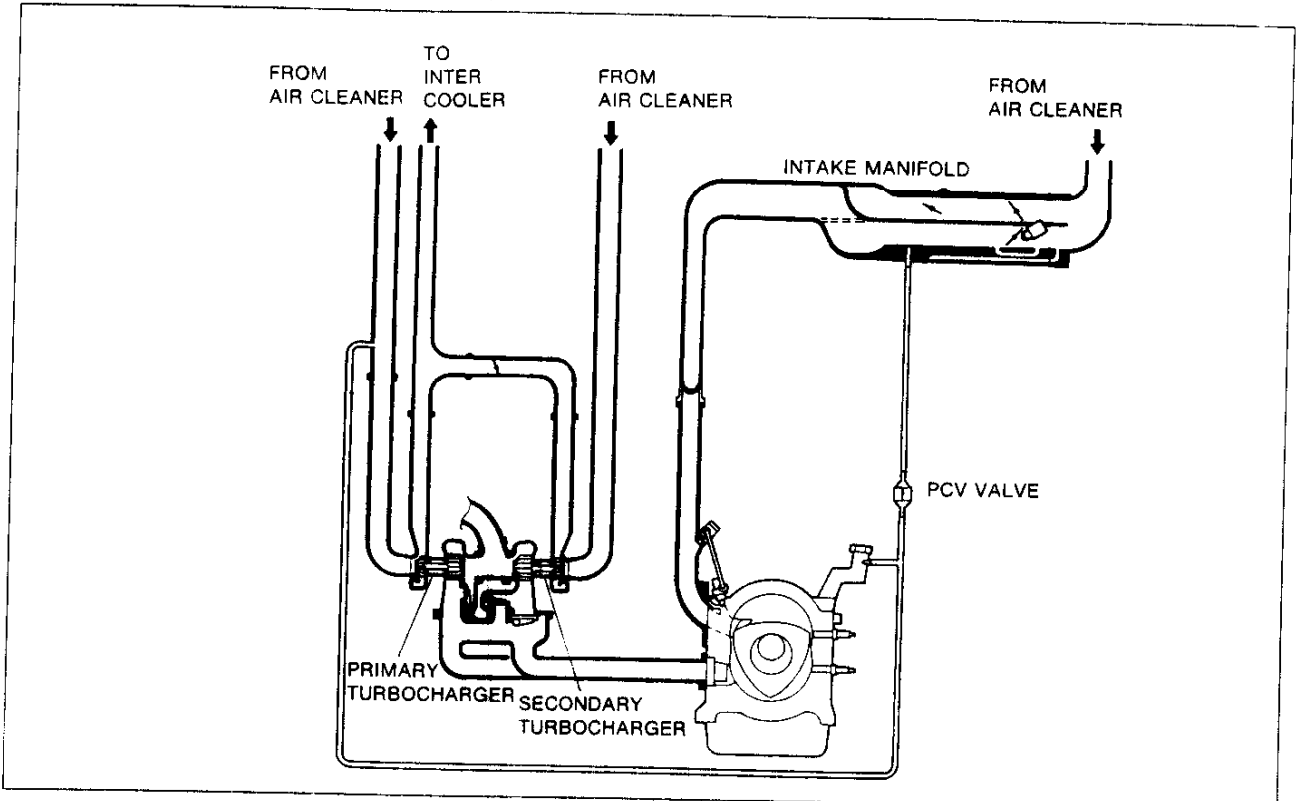 FROM
AIR CLEANER
TO
INTER
COOLER
FROM
AIR CLEANER
FROM
AIR CLEANER
INTAKE MANIFOLD
PCV VALVE
PRIMARY
TURBOCHARGER
SECONDARY
TURBOCHARGER